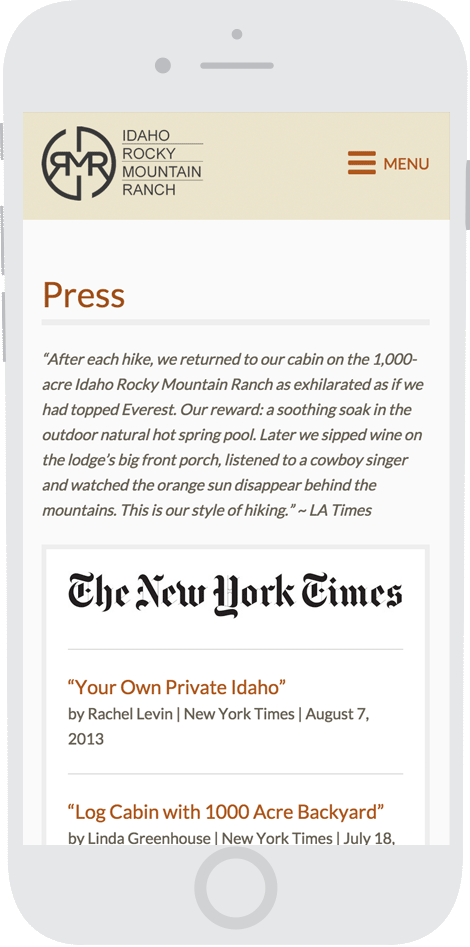 RMR
IDAHO
ROCKY
MOUNTAIN
RANCH
MENU
Press
“After each hike, we returned to our cabin on the 1,000-
acre Idaho Rocky Mountain Ranch as exhilarated as if we
had topped Everest. Our reward: a soothing soak in the
outdoor natural hot spring pool. Later we sipped wine on
the lodge’s big front porch, listened to a cowboy singer
and watched the orange sun disappear behind the
mountains. This is our style of hiking.” ~ LA Times
The New York Times
“Your Own Private Idaho”
by Rachel Levin | New York Times | August 7,
2013
“Log Cabin with 1000 Acre Backyard”
by Linda Greenhouse | New York Times | July 18,